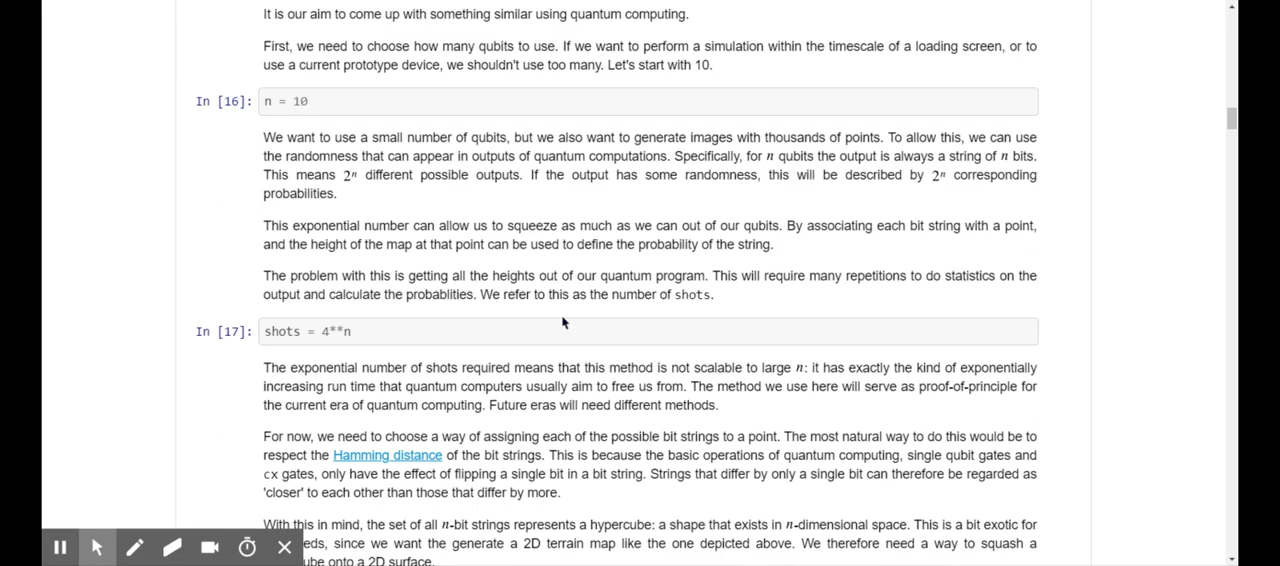 It is our aim to come up with something similar using quantum computing.
First, we need to choose how many qubits to use. If we want to perform a simulation within the timescale of a loading screen, or to
use a current prototype device, we shouldn't use too many. Let's start with 10.
In [16]: n = 10
We want to use a small number of qubits, but we also want to generate images with thousands of points. To allow this, we can use
the randomness that can appear in outputs of quantum computations. Specifically, for n qubits the output is always a string of n bits.
This means 2ⁿ different possible outputs. If the output has some randomness, this will be described by 2ⁿ corresponding
probabilities.
This exponential number can allow us to squeeze as much as we can out of our qubits. By associating each bit string with a point,
and the height of the map at that point can be used to define the probability of the string.
The problem with this is getting all the heights out of our quantum program. This will require many repetitions to do statistics on the
output and calculate the probablities. We refer to this as the number of shots.
In [17]: shots = 4**n
The exponential number of shots required means that this method is not scalable to large n: it has exactly the kind of exponentially
increasing run time that quantum computers usually aim to free us from. The method we use here will serve as proof-of-principle for
the current era of quantum computing. Future eras will need different methods.
For now, we need to choose a way of assigning each of the possible bit strings to a point. The most natural way to do this would be to
respect the Hamming distance of the bit strings. This is because the basic operations of quantum computing, single qubit gates and
cx gates, only have the effect of flipping a single bit in a bit string. Strings that differ by only a single bit can therefore be regarded as
'closer' to each other than those that differ by more.
With this in mind, the set of all n-bit strings represents a hypercube: a shape that exists in n-dimensional space. This is a bit exotic for
eds, since we want the generate a 2D terrain map like the one depicted above. We therefore need a way to squash a
ube onto a 2D surface.